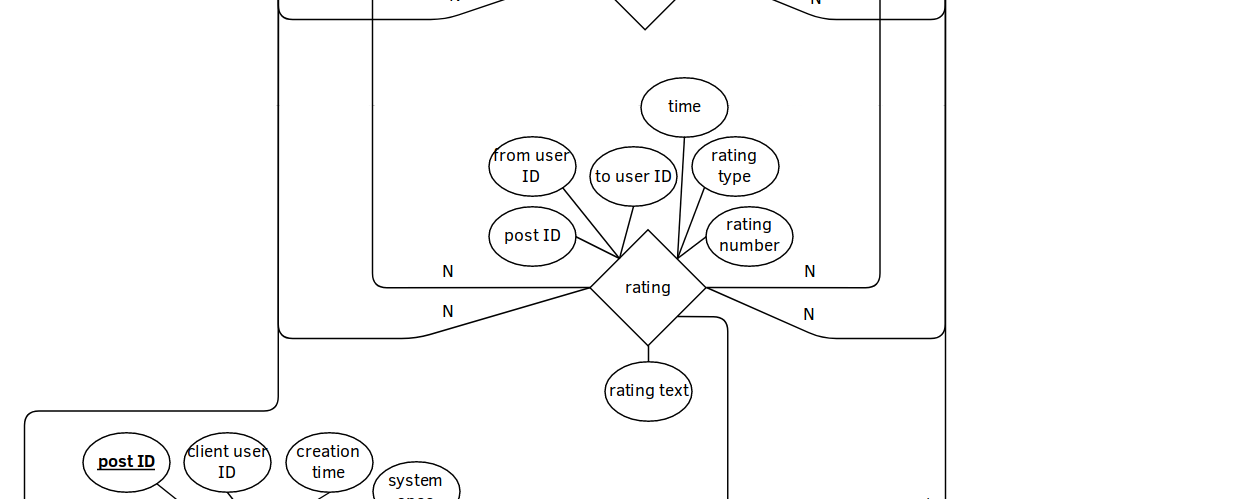 N
time
from user
ID
to user ID
rating
type
post ID
rating
number
N
N
rating
N
N
rating text
post ID
client user
ID
creation
time
system